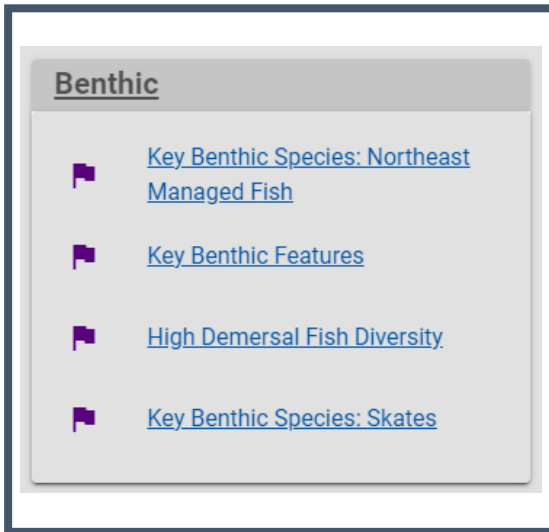 Benthic
Key Benthic Species: Northeast
Managed Fish
Key Benthic Features
High Demersal Fish Diversity
Key Benthic Species: Skates